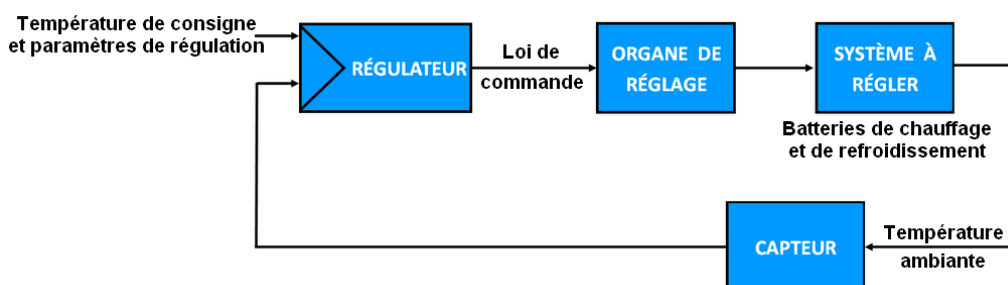 Température de consigne
et paramètres de régulation
RÉGULATEUR
Loi de
commande
ORGANE DE
RÉGLAGE
SYSTÈME À
RÉGLER
Batteries de chauffage
et de refroidissement
CAPTEUR
Température
ambiante